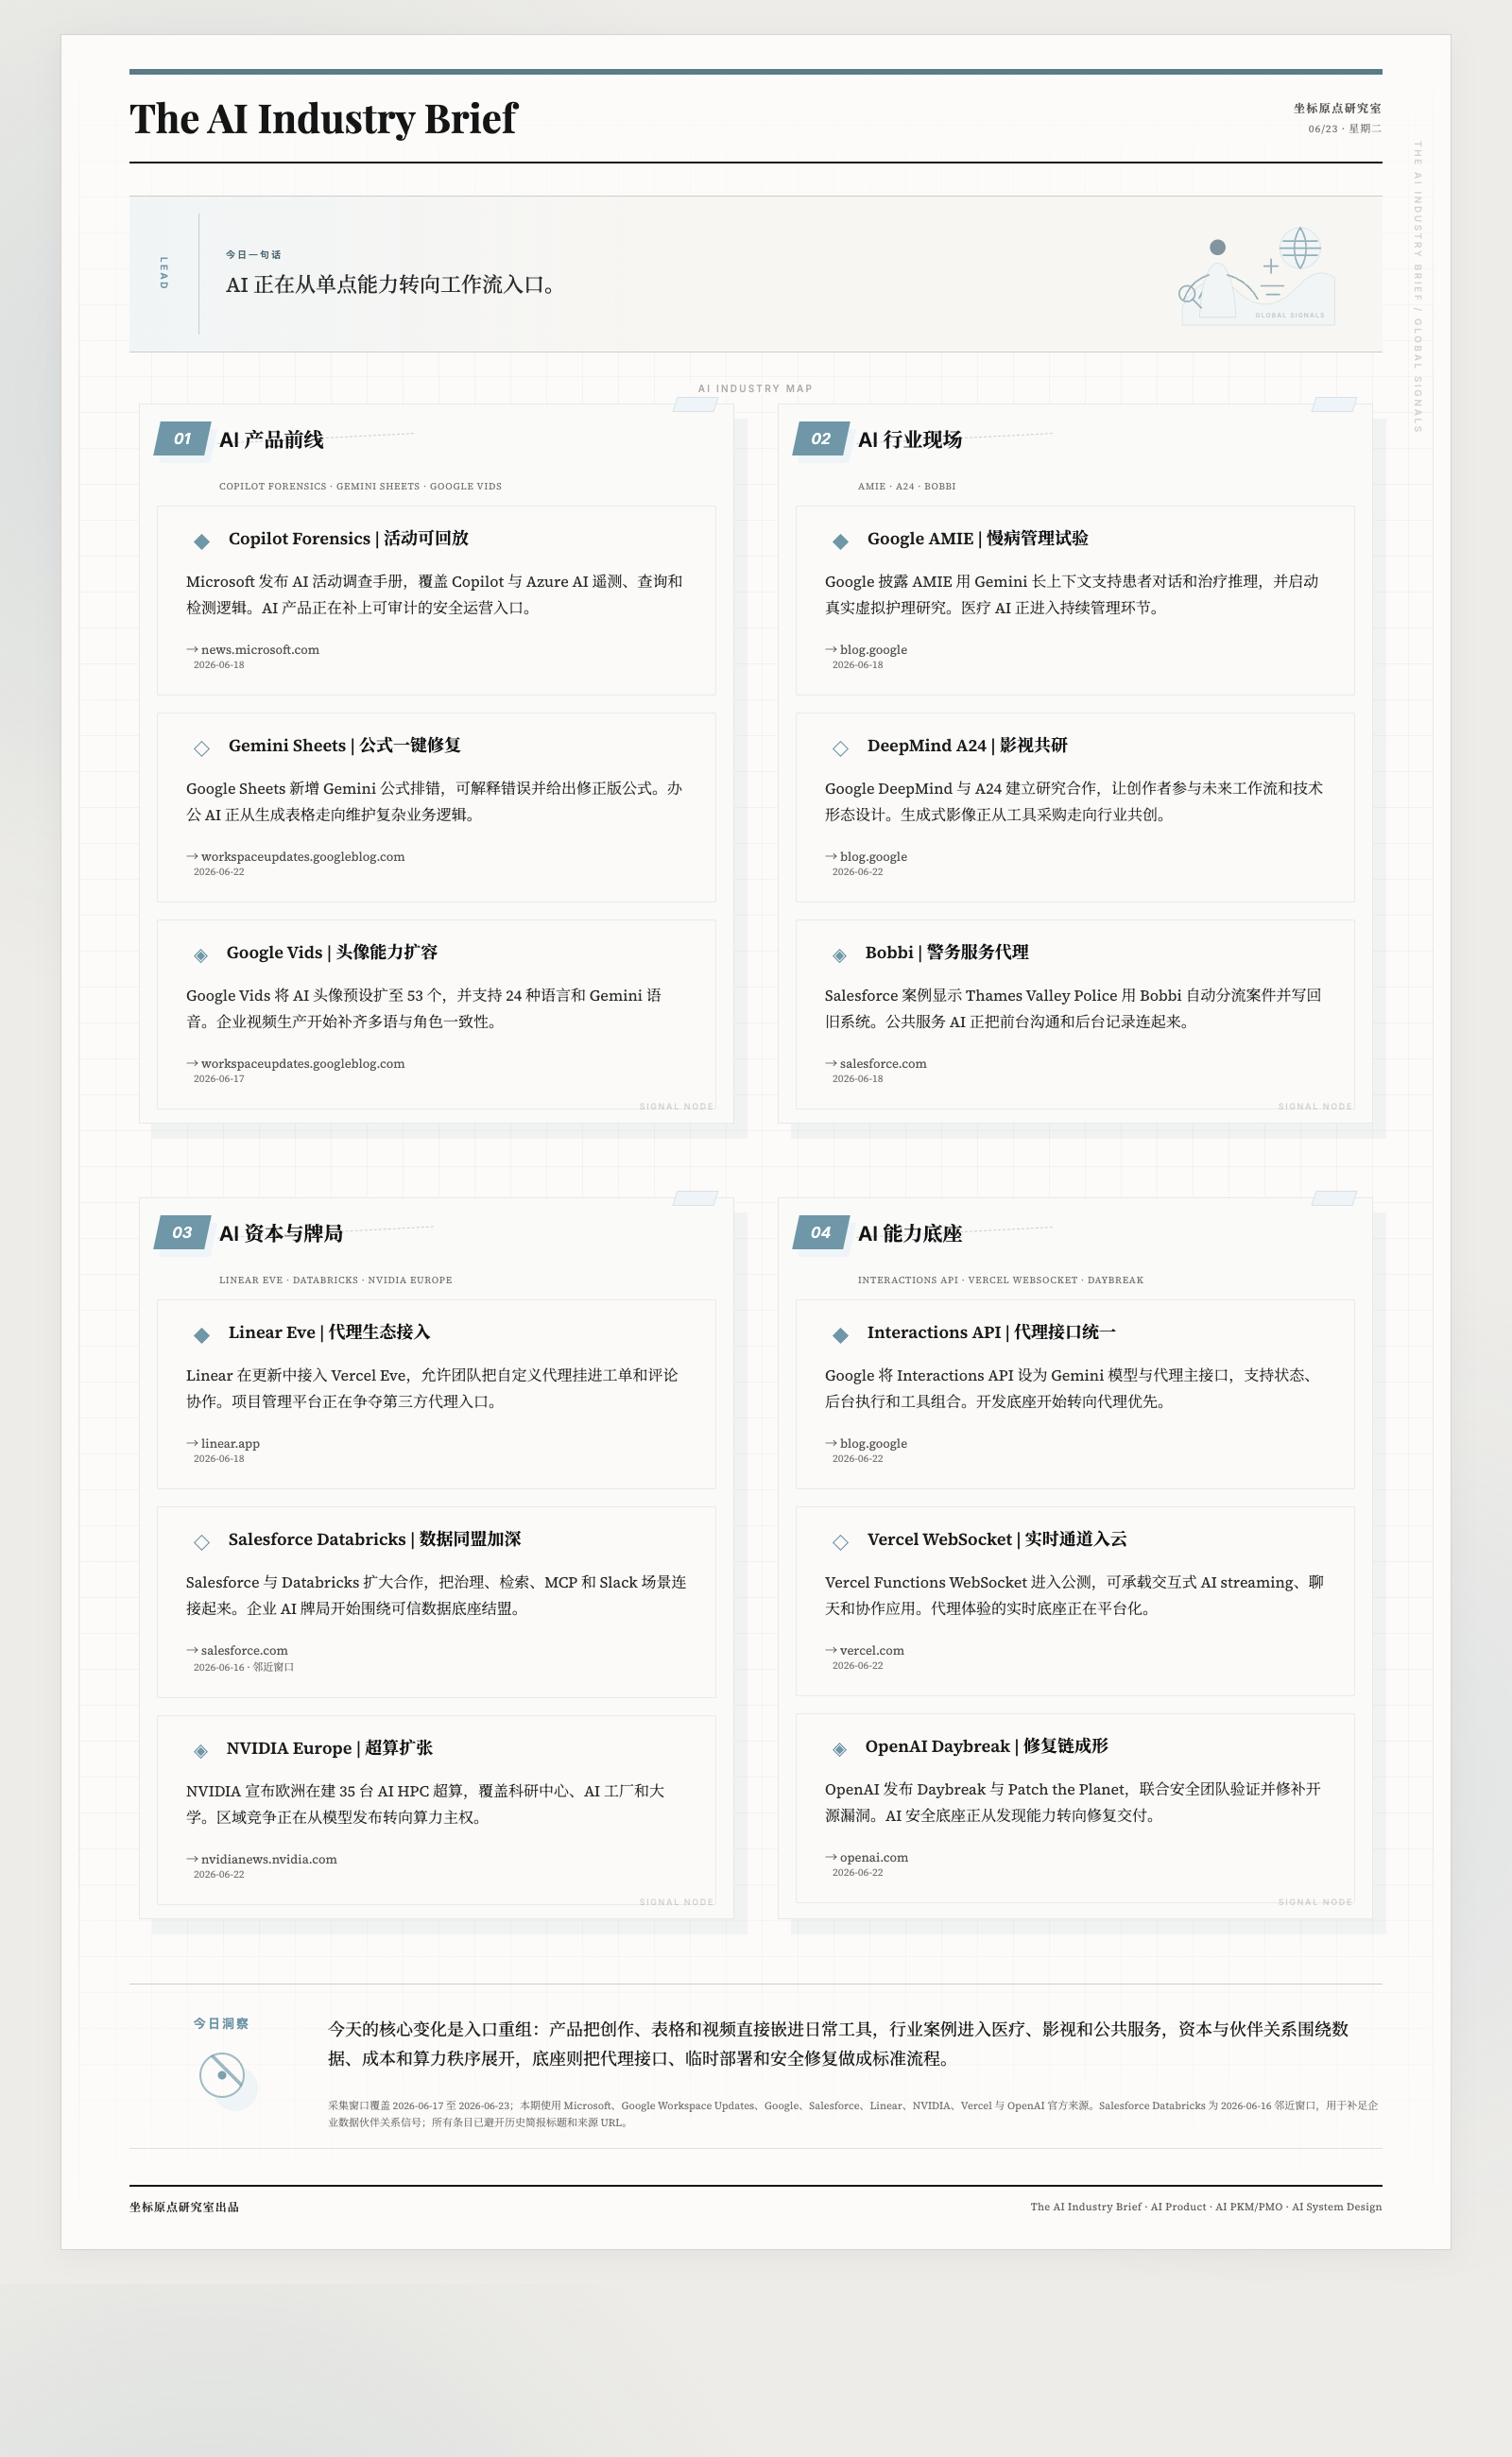 The AI Industry Brief
坐标原点研究室
06/23 · 星期二
THE AI INDUSTRY BRIEF / GLOBAL SIGNALS
LEAD
今日一句话
AI 正在从单点能力转向工作流入口。
GLOBAL SIGNALS
AI INDUSTRY MAP
01
AI 产品前线
COPILOT FORENSICS · GEMINI SHEETS · GOOGLE VIDS
Copilot Forensics | 活动可回放
Microsoft 发布 AI 活动调查手册，覆盖 Copilot 与 Azure AI 遥测、查询和
检测逻辑。AI 产品正在补上可审计的安全运营入口。
→ news.microsoft.com
2026-06-18
Gemini Sheets | 公式一键修复
Google Sheets 新增 Gemini 公式排错，可解释错误并给出修正版公式。办
公 AI 正从生成表格走向维护复杂业务逻辑。
→ workspaceupdates.googleblog.com
2026-06-22
Google Vids | 头像能力扩容
Google Vids 将 AI 头像预设扩至 53 个，并支持 24 种语言和 Gemini 语
音。企业视频生产开始补齐多语与角色一致性。
→ workspaceupdates.googleblog.com
2026-06-17
SIGNAL NODE
02
AI 行业现场
AMIE · A24 · BOBBI
Google AMIE | 慢病管理试验
Google 披露 AMIE 用 Gemini 长上下文支持患者对话和治疗推理，并启动
真实虚拟护理研究。医疗 AI 正进入持续管理环节。
→ blog.google
2026-06-18
DeepMind A24 | 影视共研
Google DeepMind 与 A24 建立研究合作，让创作者参与未来工作流和技术
形态设计。生成式影像正从工具采购走向行业共创。
→ blog.google
2026-06-22
Bobbi | 警务服务代理
Salesforce 案例显示 Thames Valley Police 用 Bobbi 自动分流案件并写回
旧系统。公共服务 AI 正把前台沟通和后台记录连起来。
→ salesforce.com
2026-06-18
SIGNAL NODE
03
AI 资本与牌局
LINEAR EVE · DATABRICKS · NVIDIA EUROPE
Linear Eve | 代理生态接入
Linear 在更新中接入 Vercel Eve，允许团队把自定义代理挂进工单和评论
协作。项目管理平台正在争夺第三方代理入口。
→ linear.app
2026-06-18
Salesforce Databricks | 数据同盟加深
Salesforce 与 Databricks 扩大合作，把治理、检索、MCP 和 Slack 场景连
接起来。企业 AI 牌局开始围绕可信数据底座结盟。
→ salesforce.com
2026-06-16 · 邻近窗口
NVIDIA Europe | 超算扩张
NVIDIA 宣布欧洲在建 35 台 AI HPC 超算，覆盖科研中心、AI 工厂和大
学。区域竞争正在从模型发布转向算力主权。
→ nvidianews.nvidia.com
2026-06-22
SIGNAL NODE
04
AI 能力底座
INTERACTIONS API · VERCEL WEBSOCKET · DAYBREAK
Interactions API | 代理接口统一
Google 将 Interactions API 设为 Gemini 模型与代理主接口，支持状态、
后台执行和工具组合。开发底座开始转向代理优先。
→ blog.google
2026-06-22
Vercel WebSocket | 实时通道入云
Vercel Functions WebSocket 进入公测，可承载交互式 AI streaming、聊
天和协作应用。代理体验的实时底座正在平台化。
→ vercel.com
2026-06-22
OpenAI Daybreak | 修复链成形
OpenAI 发布 Daybreak 与 Patch the Planet，联合安全团队验证并修补开
源漏洞。AI 安全底座正从发现能力转向修复交付。
→ openai.com
2026-06-22
SIGNAL NODE
今日洞察
今天的核心变化是入口重组：产品把创作、表格和视频直接嵌进日常工具，行业案例进入医疗、影视和公共服务，资本与伙伴关系围绕数
据、成本和算力秩序展开，底座则把代理接口、临时部署和安全修复做成标准流程。
采集窗口覆盖 2026-06-17 至 2026-06-23；本期使用 Microsoft、Google Workspace Updates、Google、Salesforce、Linear、NVIDIA、Vercel 与 OpenAI 官方来源。Salesforce Databricks 为 2026-06-16 邻近窗口，用于补足企
业数据伙伴关系信号；所有条目已避开历史简报标题和来源 URL。
坐标原点研究室出品
The AI Industry Brief · AI Product · AI PKM/PMO · AI System Design